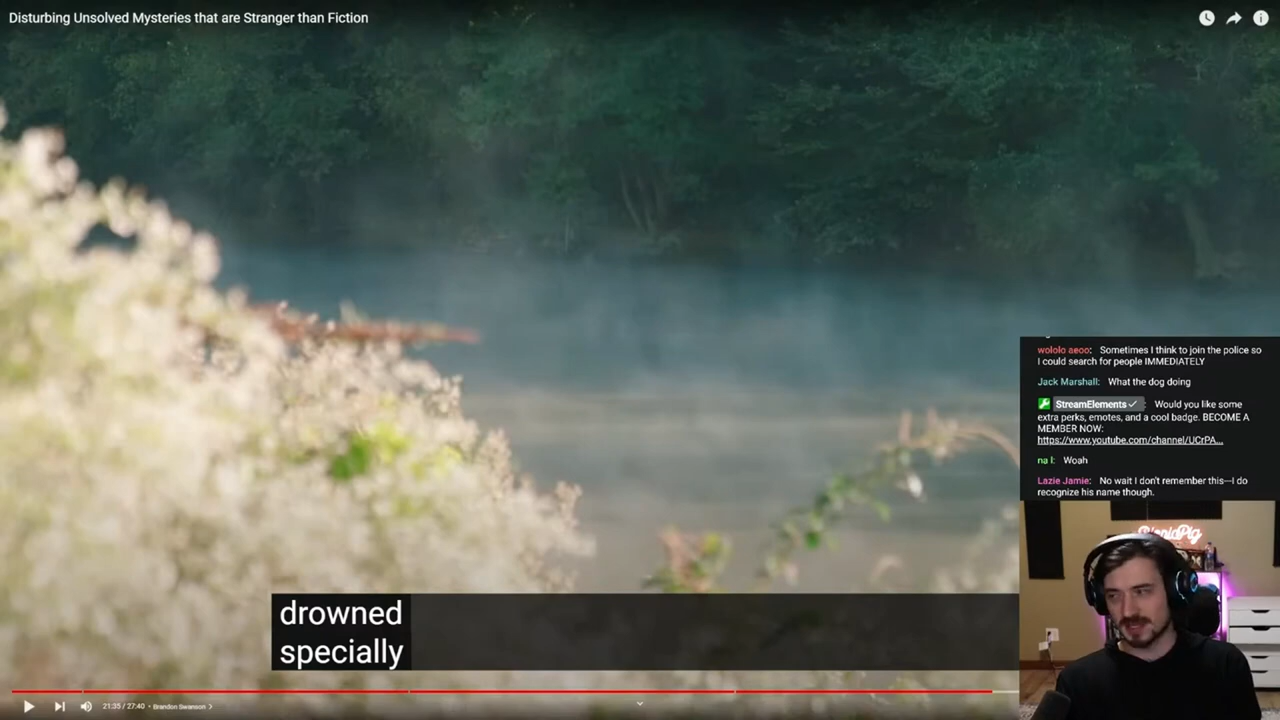 Disturbing Unsolved Mysteries that are Stranger than Fiction
wololo aeoo: Sometimes I think to join the police so
I could search for people IMMEDIATELY
Jack Marshall: What the dog doing
StreamElements ✓: Would you like some
extra perks, emotes, and a cool badge. BECOME A
MEMBER NOW:
https://www.youtube.com/channel/UCrPA...
na l: Woah
Lazie Jamie: No wait I don't remember this—I do
recognize his name though.
drowned
specially
21:35 / 27:40 • Brandon Swanson >